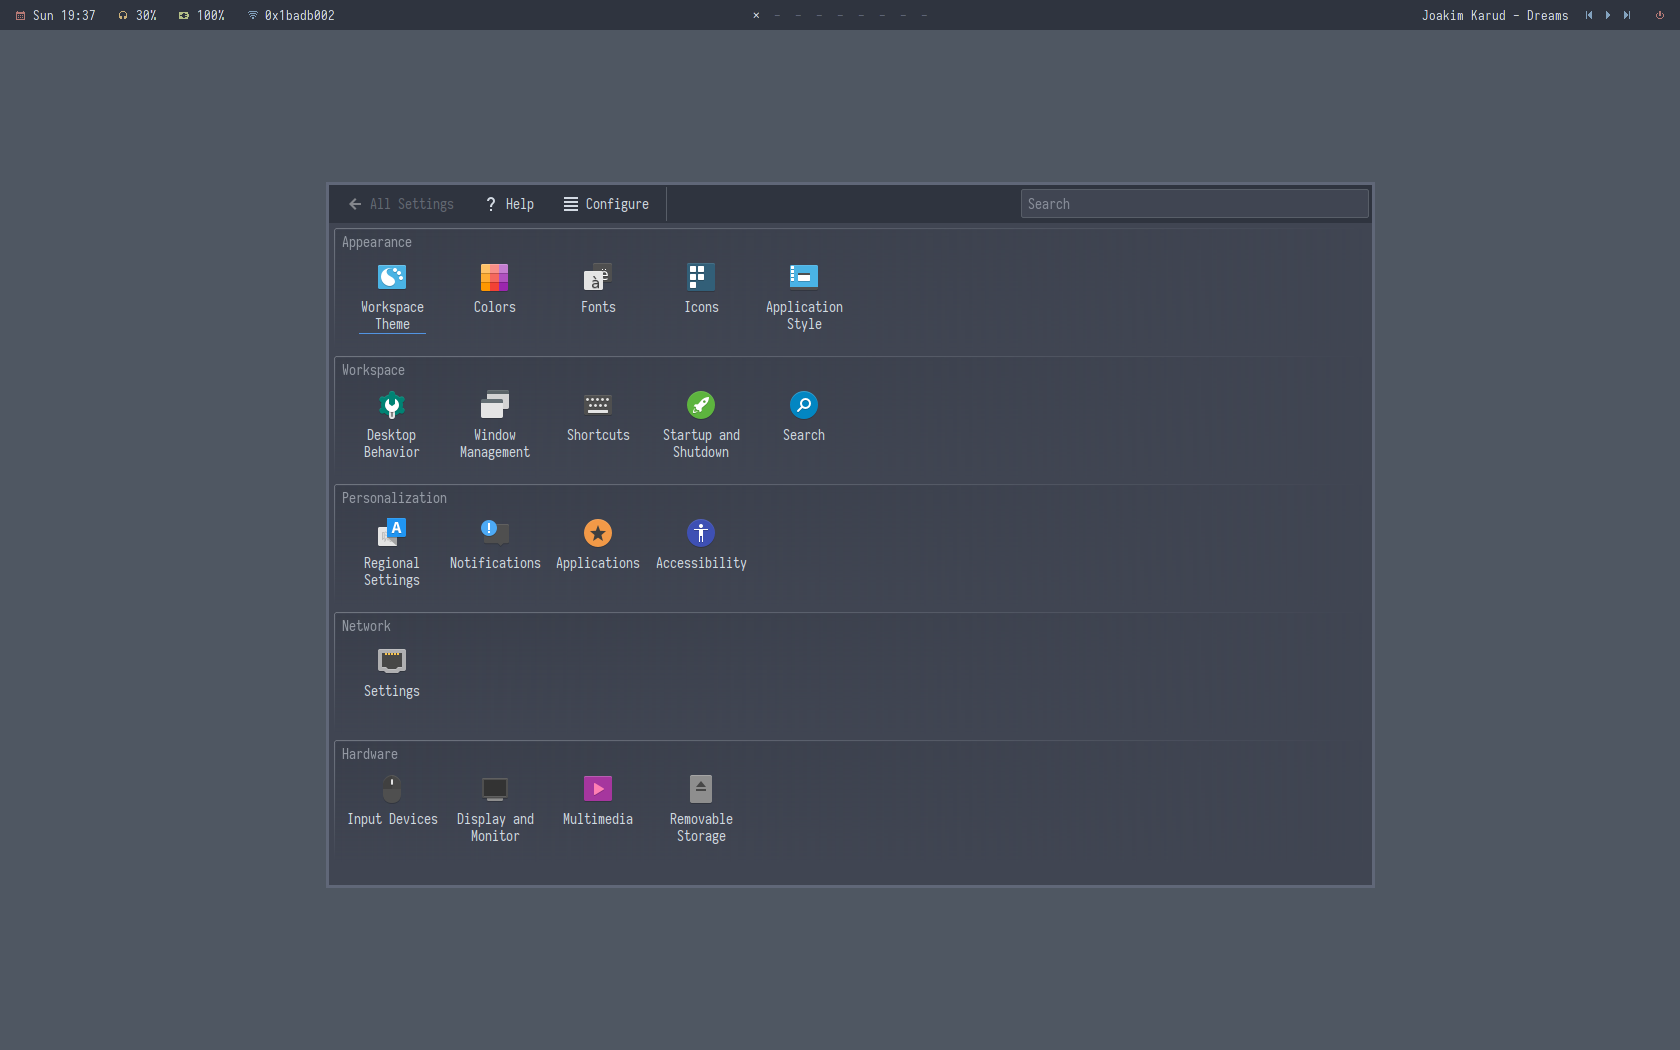 Sun 19:37 30% 100% 0x1badb002
× – – – – – – – –
Joakim Karud – Dreams
All Settings ? Help Configure
Search
Appearance
Workspace Theme
Colors
Fonts
Icons
Application Style
Workspace
Desktop Behavior
Window Management
Shortcuts
Startup and Shutdown
Search
Personalization
Regional Settings
Notifications
Applications
Accessibility
Network
Settings
Hardware
Input Devices
Display and Monitor
Multimedia
Removable Storage